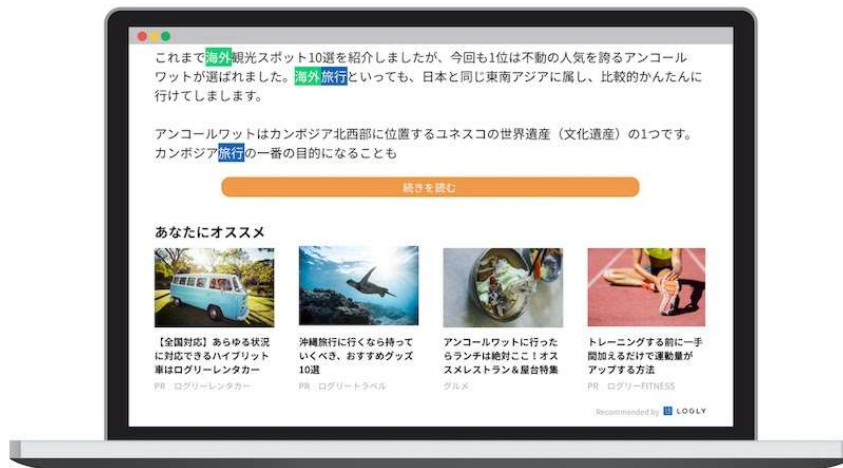 これまで海外観光スポット10選を紹介しましたが、今回も1位は不動の人気を誇るアンコール
ワットが選ばれました。海外旅行といっても、日本と同じ東南アジアに属し、比較的かんたんに
行けてしまします。
アンコールワットはカンボジア北西部に位置するユネスコの世界遺産（文化遺産）の1つです。
カンボジア旅行の一番の目的になることも
続きを読む
あなたにオススメ
【全国対応】あらゆる状況
に対応できるハイブリット
車はログリーレンタカー
PR ログリーレンタカー
沖縄旅行に行くなら持って
いくべき、おすすめグッズ
10選
PR ログリートラベル
アンコールワットに行った
らランチは絶対ここ！オス
スメレストラン＆屋台特集
グルメ
トレーニングする前に一手
間加えるだけで運動量が
アップする方法
PR ログリーFITNESS
Recommended by LOGLY